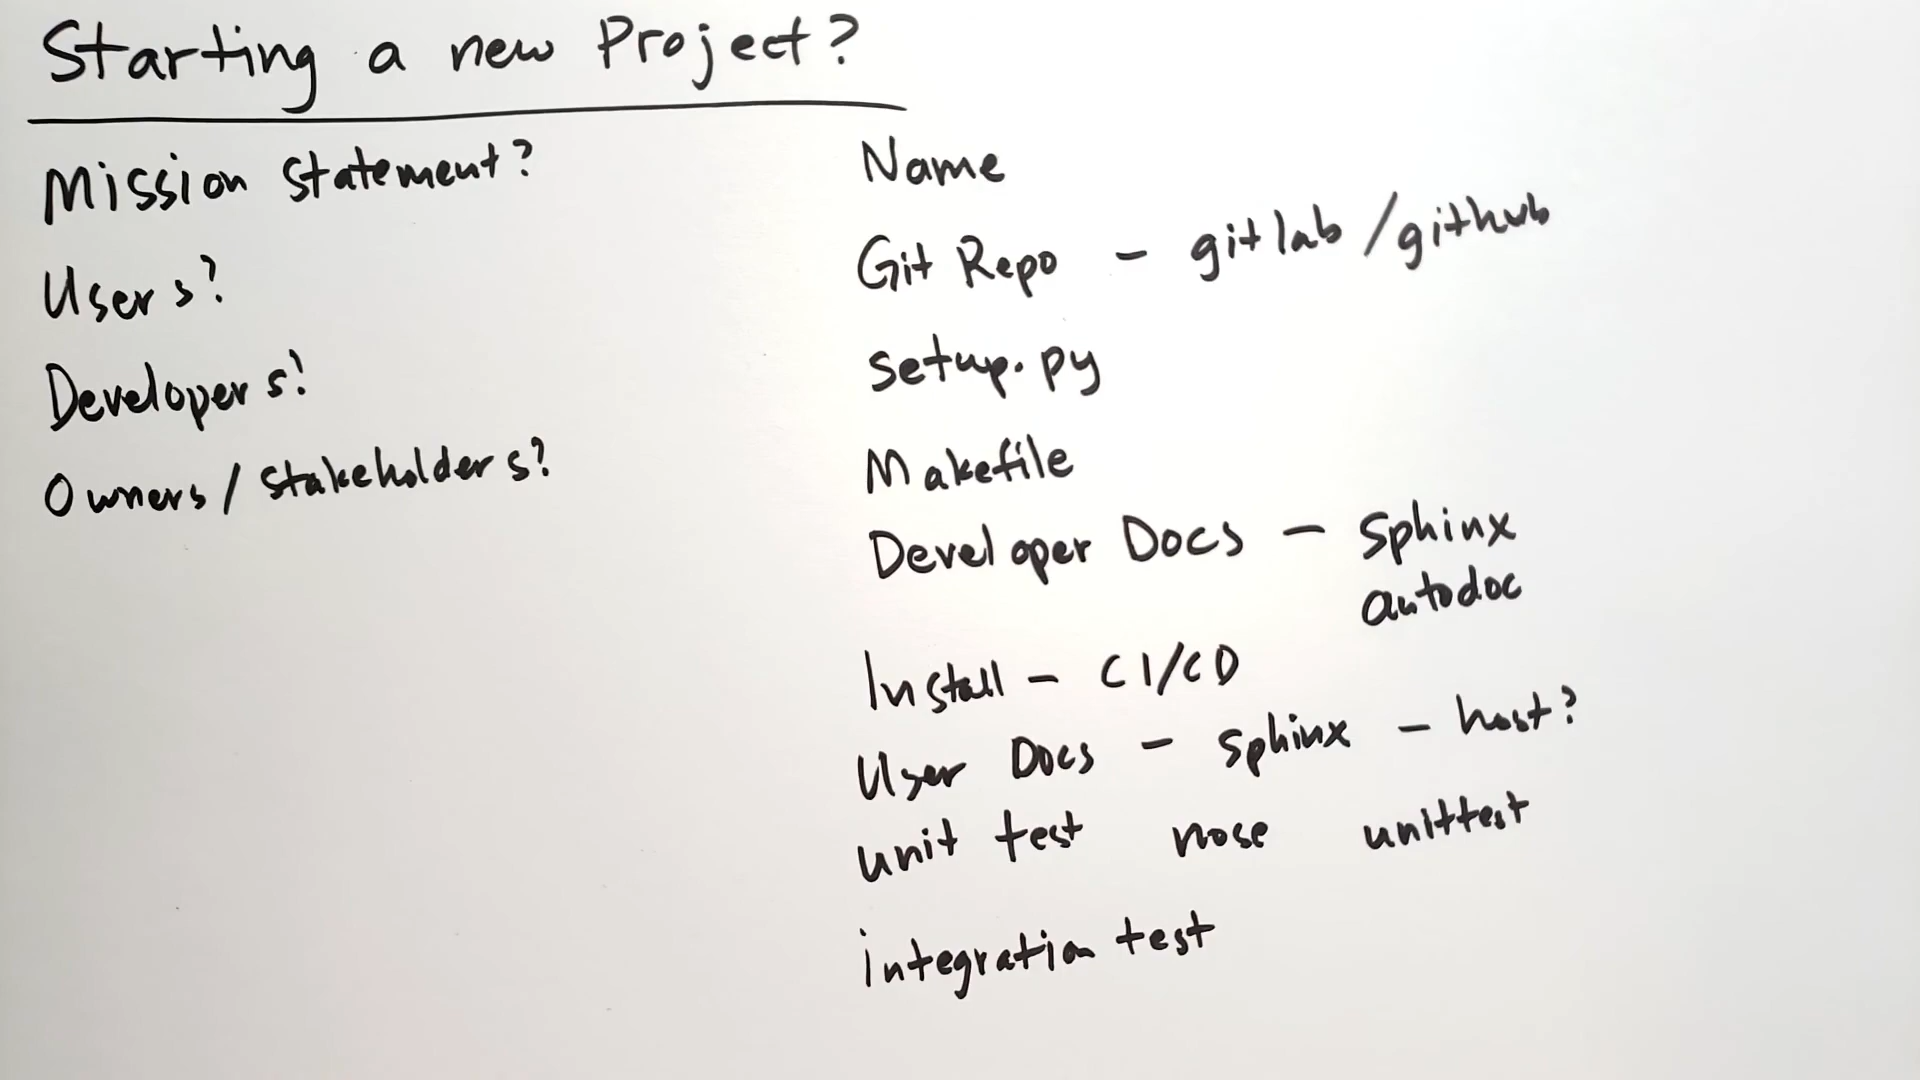 Starting a new Project?
Mission Statement?
Users?
Developers?
Owners/Stakeholders?
Name
Git Repo - gitlab/github
setup.py
Makefile
Developer Docs - Sphinx
autodoc
Install - CI/CD
User Docs - Sphinx - host?
unit test nose unittest
integration test